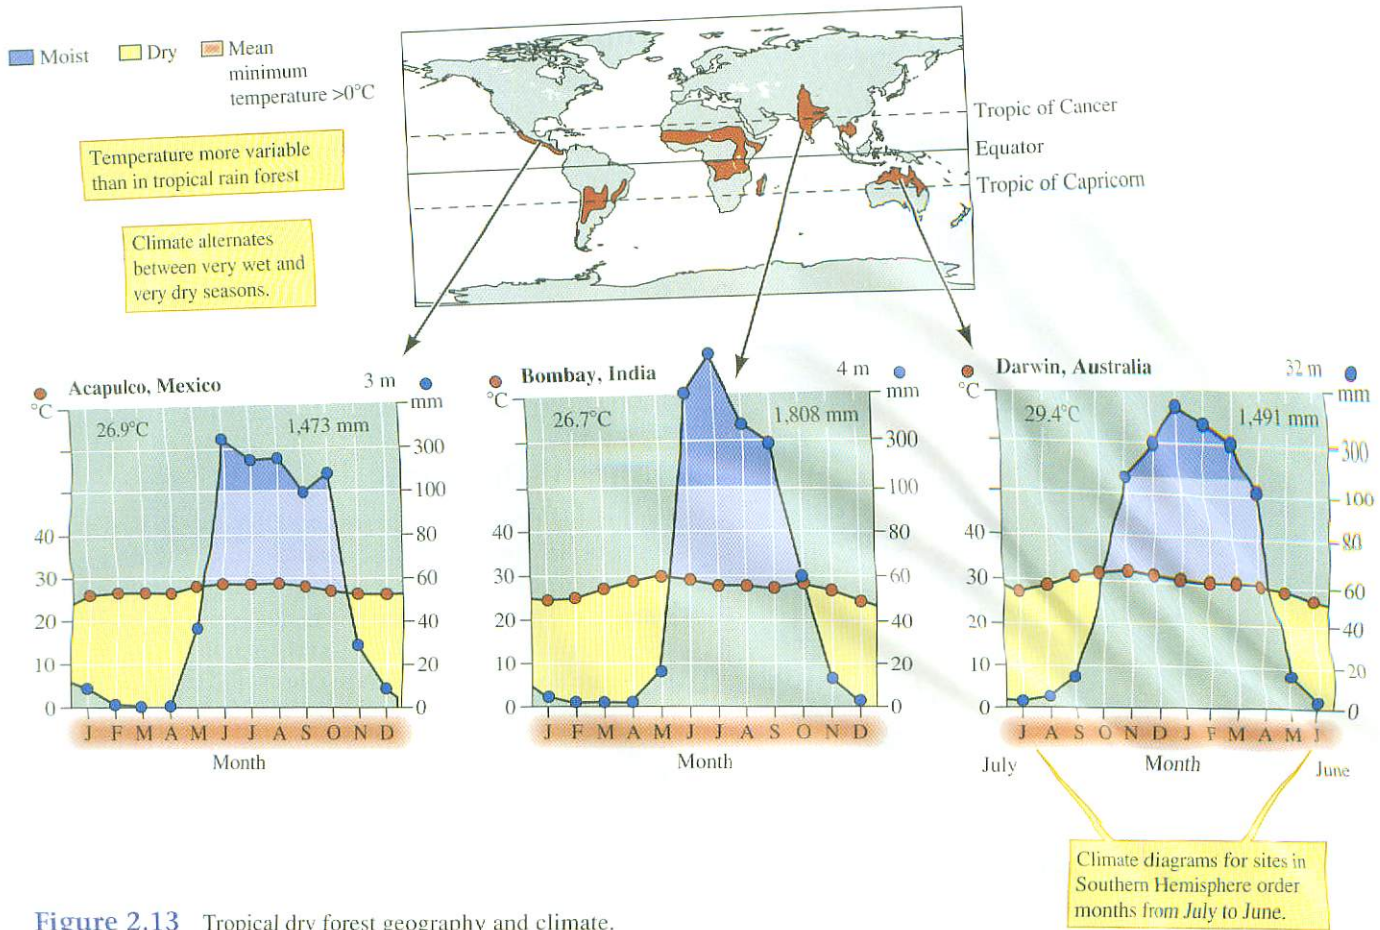 Moist
Dry
Mean
minimum
temperature >0°C
Temperature more variable
than in tropical rain forest
Climate alternates
between very wet and
very dry seasons.
Tropic of Cancer
Equator
Tropic of Capricorn
Acapulco, Mexico
3 m
°C
mm
26.9°C
1,473 mm
300
100
40
80
30
60
20
40
10
20
0
0
J F M A M J J A S O N D
Month
Bombay, India
4 m
°C
mm
26.7°C
1,808 mm
300
100
40
80
30
60
20
40
10
20
0
0
J F M A M J J A S O N D
Month
Darwin, Australia
32 m
°C
mm
29.4°C
1,491 mm
300
100
40
80
30
60
20
40
10
20
0
0
J A S O N D J F M A M J
July
Month
June
Climate diagrams for sites in
Southern Hemisphere order
months from July to June.
Figure 2.13 Tropical dry forest geography and climate.